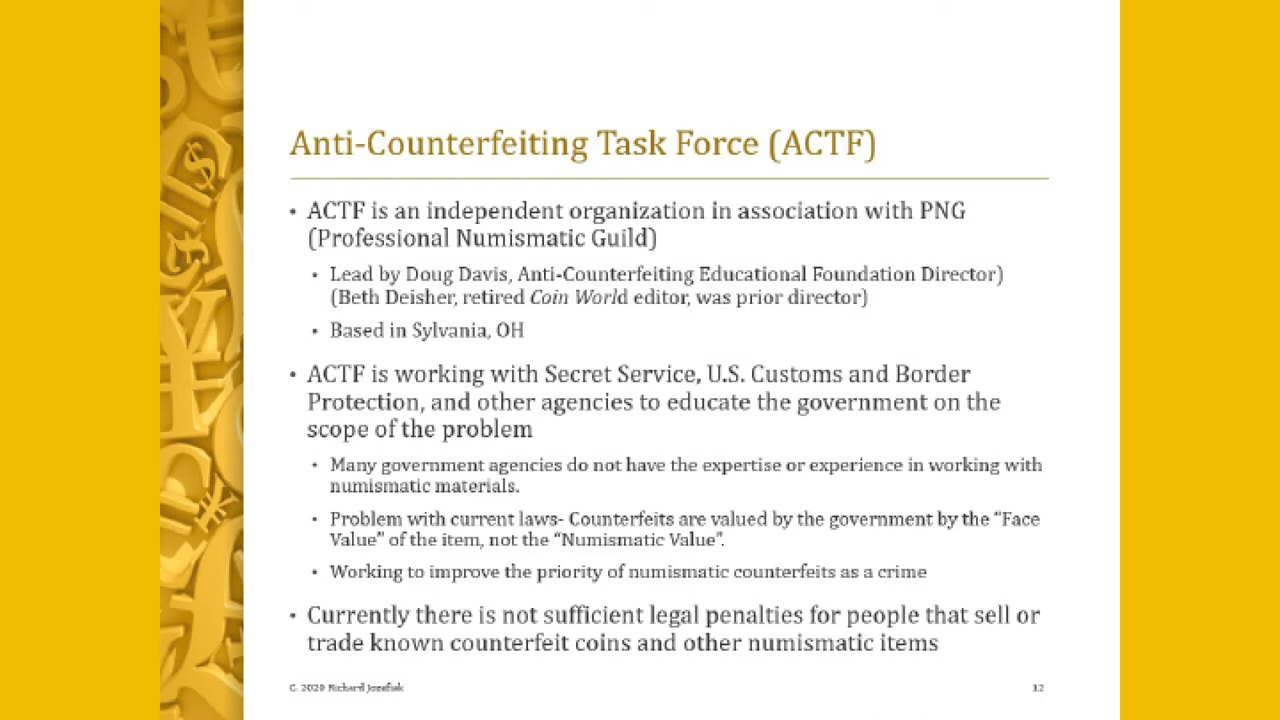 Anti-Counterfeiting Task Force (ACTF)
• ACTF is an independent organization in association with PNG
(Professional Numismatic Guild)
• Lead by Doug Davis, Anti-Counterfeiting Educational Foundation Director)
(Beth Deisher, retired Coin World editor, was prior director)
• Based in Sylvania, OH
• ACTF is working with Secret Service, U.S. Customs and Border
Protection, and other agencies to educate the government on the
scope of the problem
• Many government agencies do not have the expertise or experience in working with
numismatic materials.
• Problem with current laws- Counterfeits are valued by the government by the “Face
Value” of the item, not the “Numismatic Value”.
• Working to improve the priority of numismatic counterfeits as a crime
• Currently there is not sufficient legal penalties for people that sell or
trade known counterfeit coins and other numismatic items
C. 2020 Richard Jozefiak
12